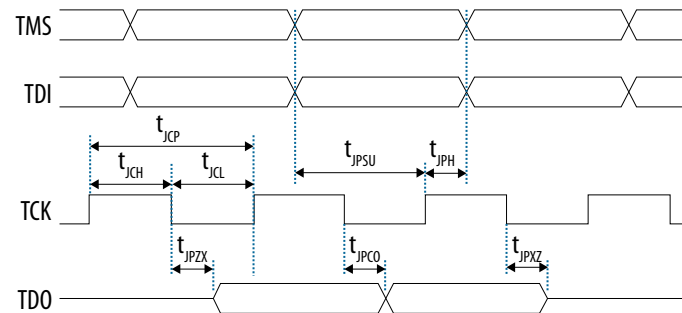 TMS
TDI
tJCP
tJCH tJCL tJPSU tJPH
TCK
tJPZX tJPCO tJPXZ
TDO